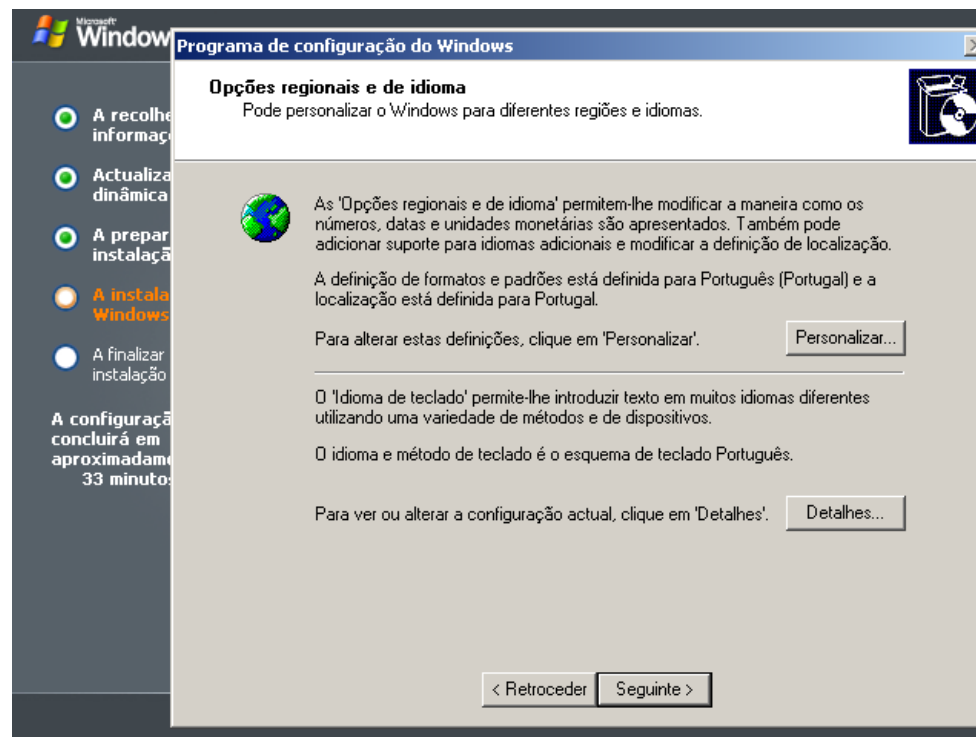 Microsoft
Window
Programa de configuração do Windows
Opções regionais e de idioma
Pode personalizar o Windows para diferentes regiões e idiomas.
A recolhe
informaç
Actualiza
dinâmica
A prepar
instalaçã
A instala
Windows
A finalizar
instalação
A configuraçã
concluirá em
aproximadam
33 minuto
As 'Opções regionais e de idioma' permitem-lhe modificar a maneira como os
números, datas e unidades monetárias são apresentados. Também pode
adicionar suporte para idiomas adicionais e modificar a definição de localização.
A definição de formatos e padrões está definida para Português (Portugal) e a
localização está definida para Portugal.
Para alterar estas definições, clique em 'Personalizar'.
Personalizar...
O 'Idioma de teclado' permite-lhe introduzir texto em muitos idiomas diferentes
utilizando uma variedade de métodos e de dispositivos.
O idioma e método de teclado é o esquema de teclado Português.
Para ver ou alterar a configuração actual, clique em 'Detalhes'.
Detalhes...
< Retroceder
Seguinte >